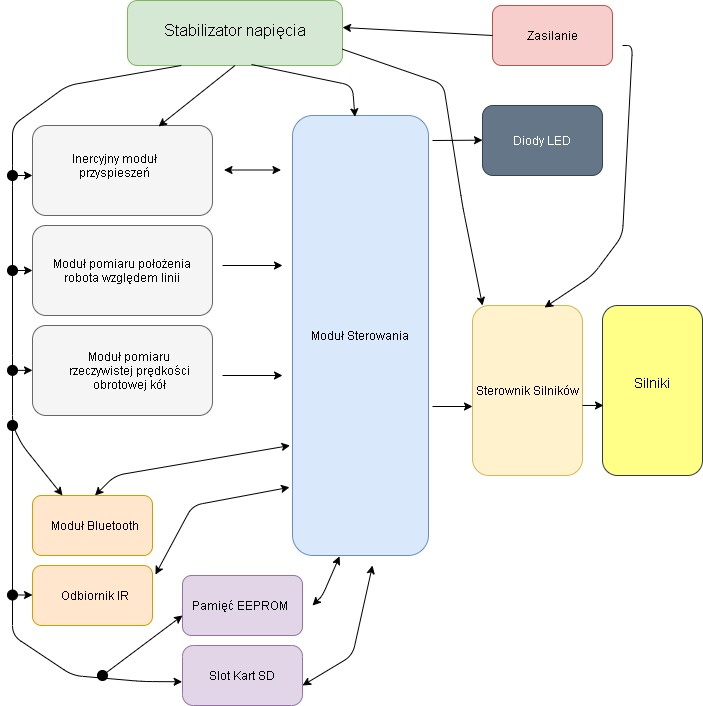 Stabilizator napięcia
Zasilanie
Inercyjny moduł
przyspieszeń
Diody LED
Moduł pomiaru położenia
robota względem linii
Moduł pomiaru
rzeczywistej prędkości
obrotowej kół
Moduł Sterowania
Sterownik Silników
Silniki
Moduł Bluetooth
Odbiornik IR
Pamięć EEPROM
Slot Kart SD